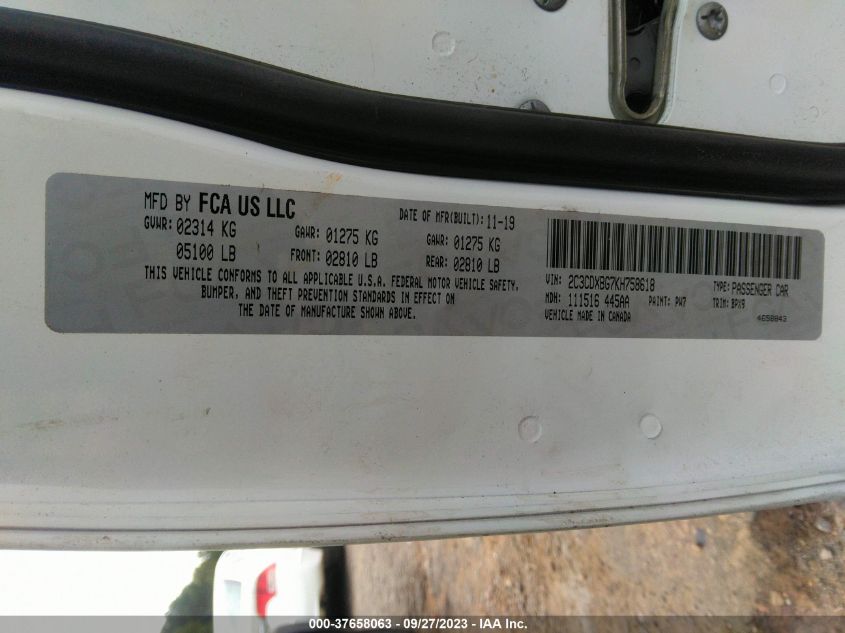 MFD BY FCA US LLC
DATE OF MFR(BUILT): 11-19
GVWR: 02314 KG
GAWR: 01275 KG
GAWR: 01275 KG
05100 LB
FRONT: 02810 LB
REAR: 02810 LB
THIS VEHICLE CONFORMS TO ALL APPLICABLE U.S.A. FEDERAL MOTOR VEHICLE SAFETY,
BUMPER, AND THEFT PREVENTION STANDARDS IN EFFECT ON
THE DATE OF MANUFACTURE SHOWN ABOVE.
VIN: 2C3CDXBG7KH758618
TYPE: PASSENGER CAR
MDH: 111516 445AA
PAINT: PW7
TRIM: BPX9
VEHICLE MADE IN CANADA
4658843
000-37658063 - 09/27/2023 - IAA Inc.